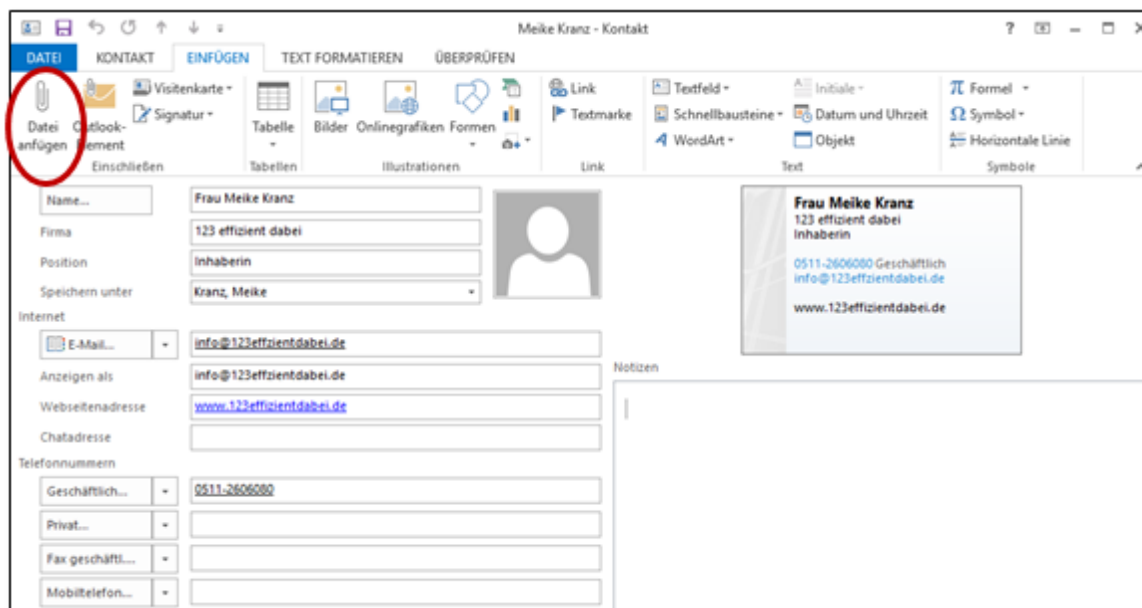 Meike Kranz - Kontakt
?
DATEI KONTAKT EINFÜGEN TEXT FORMATIEREN ÜBERPRÜFEN
Datei anfügen
Outlook-Element
Visitenkarte
Signatur
Einschließen
Tabelle
Tabellen
Bilder
Onlinegrafiken
Formen
Illustrationen
Link
Textmarke
Link
Textfeld
Schnellbausteine
WordArt
Initiale
Datum und Uhrzeit
Objekt
Text
π Formel
Ω Symbol
Horizontale Linie
Symbole
Name... Frau Meike Kranz
Firma 123 effizient dabei
Position Inhaberin
Speichern unter Kranz, Meike
Internet
E-Mail... info@123effzientdabei.de
Anzeigen als info@123effzientdabei.de
Webseitenadresse www.123effizientdabei.de
Chatadresse
Telefonnummern
Geschäftlich... 0511-2606080
Privat...
Fax geschäftl....
Mobiltelefon...
Frau Meike Kranz
123 effizient dabei
Inhaberin
0511-2606080 Geschäftlich
info@123effizientdabei.de
www.123effizientdabei.de
Notizen